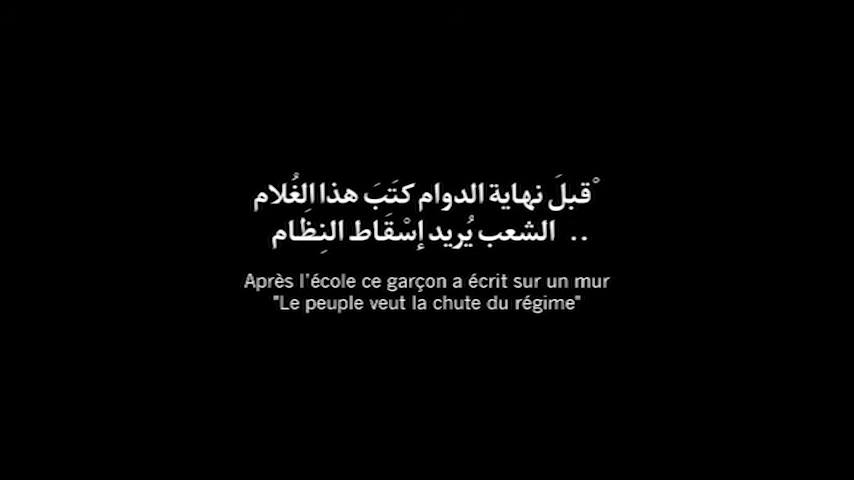 ْقبلَ نهاية الدوام كتَبَ هذا الغُلام
.. الشعب يُريد إسْقَاط النِظَام
Après l'école ce garçon a écrit sur un mur
"Le peuple veut la chute du régime"